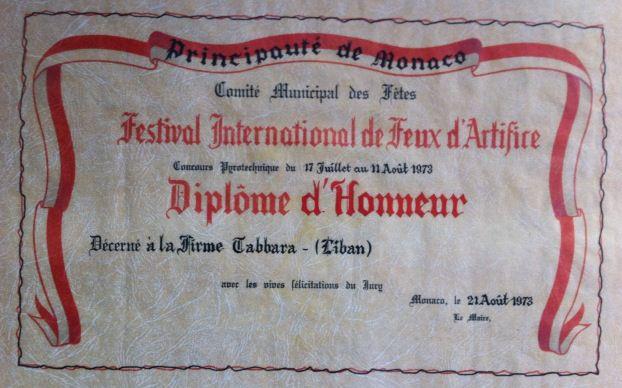 Principauté de Monaco
Comité Municipal des Fêtes
Festival International de Feux d'Artifice
Concours Pyrotechnique du 17 Juillet au 11 Août 1973
Diplôme d'Honneur
Décerné à la Firme Tabbara - (Liban)
avec les vives félicitations du Jury
Monaco, le 21 Août 1973
Le Maire,